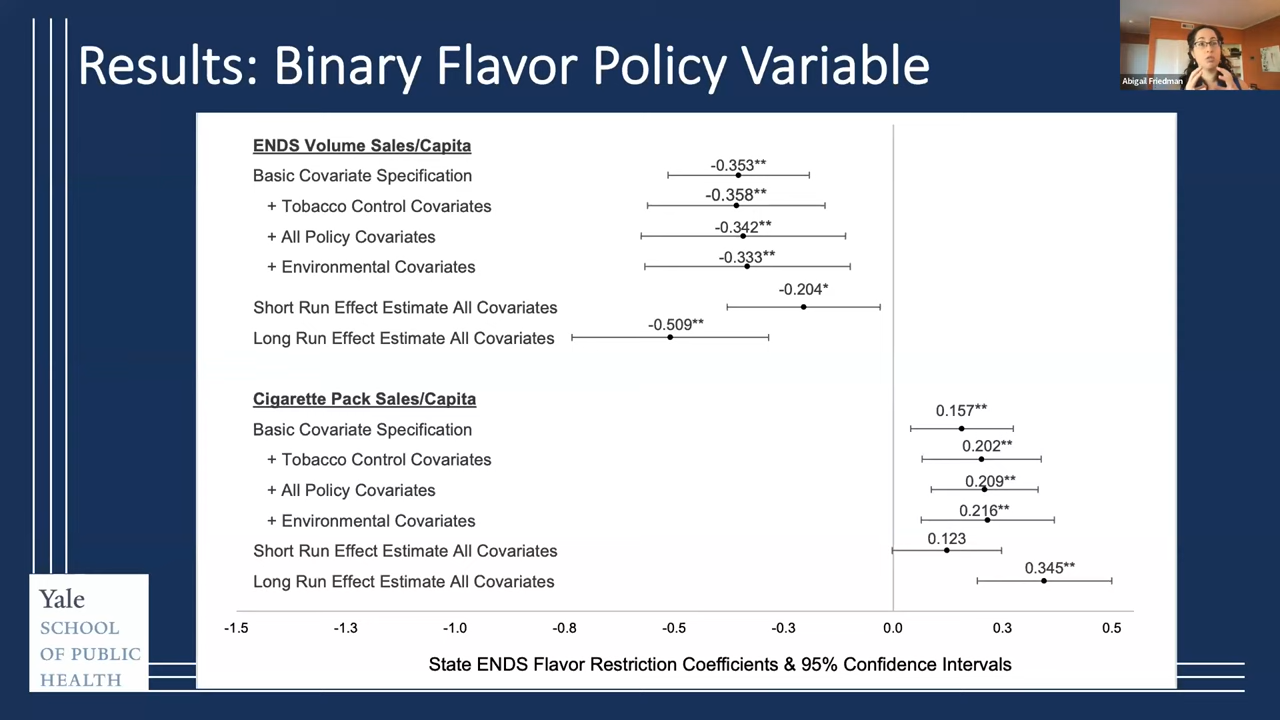 Results: Binary Flavor Policy Variable
Abigail Friedman
ENDS Volume Sales/Capita
Basic Covariate Specification
-0.353**
+ Tobacco Control Covariates
-0.358**
+ All Policy Covariates
-0.342**
+ Environmental Covariates
-0.333**
Short Run Effect Estimate All Covariates
-0.204*
Long Run Effect Estimate All Covariates
-0.509**
Cigarette Pack Sales/Capita
Basic Covariate Specification
0.157**
+ Tobacco Control Covariates
0.202**
+ All Policy Covariates
0.209**
+ Environmental Covariates
0.216**
Short Run Effect Estimate All Covariates
0.123
Long Run Effect Estimate All Covariates
0.345**
-1.5 -1.3 -1.0 -0.8 -0.5 -0.3 0.0 0.3 0.5
State ENDS Flavor Restriction Coefficients & 95% Confidence Intervals
Yale
SCHOOL
OF PUBLIC
HEALTH